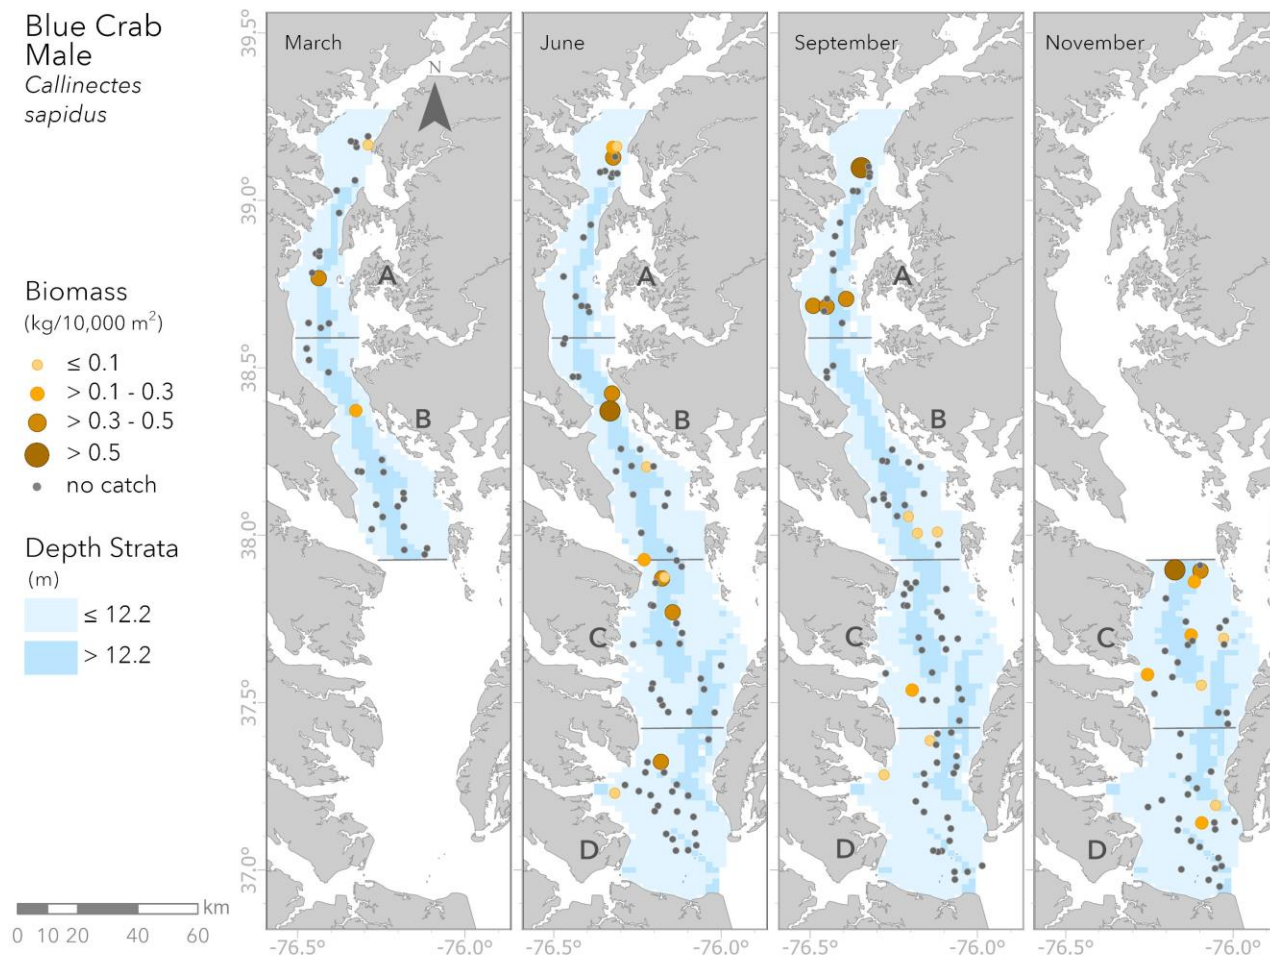 Blue Crab
Male
Callinectes
sapidus
Biomass
(kg/10,000 m²)
≤ 0.1
> 0.1 - 0.3
> 0.3 - 0.5
> 0.5
no catch
Depth Strata
(m)
≤ 12.2
> 12.2
km
0 10 20 40 60
March
N
A
B
-76.5° -76.0°
39.5°
39.0°
38.5°
38.0°
37.5°
37.0°
June
A
B
C
D
-76.5° -76.0°
September
A
B
C
D
-76.5° -76.0°
November
C
D
-76.5° -76.0°